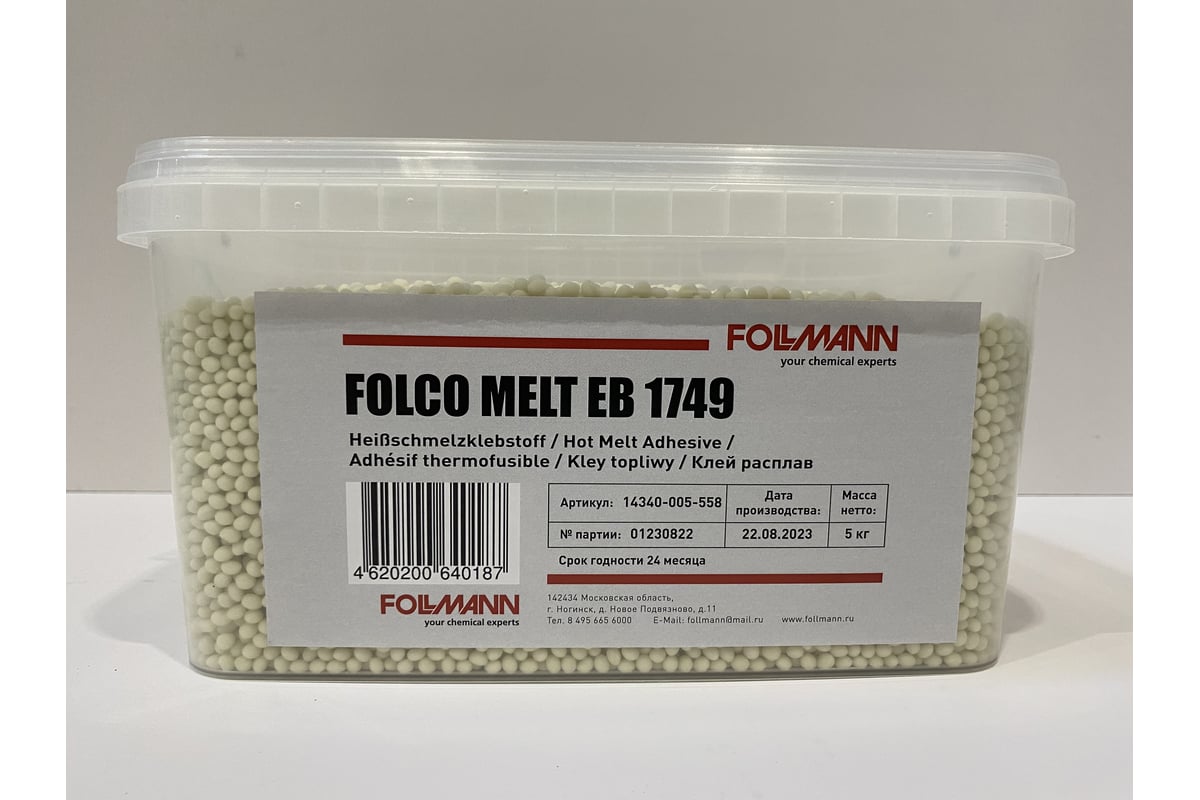 FOLLMANN
your chemical experts
FOLCO MELT EB 1749
Heißschmelzklebstoff / Hot Melt Adhesive /
Adhésif thermofusible / Kley topliwy / Клей расплав
Артикул: 14340-005-558
Дата производства:
Масса нетто:
№ партии: 01230822
22.08.2023
5 кг
Срок годности 24 месяца
4 620200 640187
FOLLMANN
your chemical experts
142434 Московская область,
г. Ногинск, д. Новое Подвязново, д.11
Тел. 8 495 665 6000 E-Mail: follmann@mail.ru www.follmann.ru